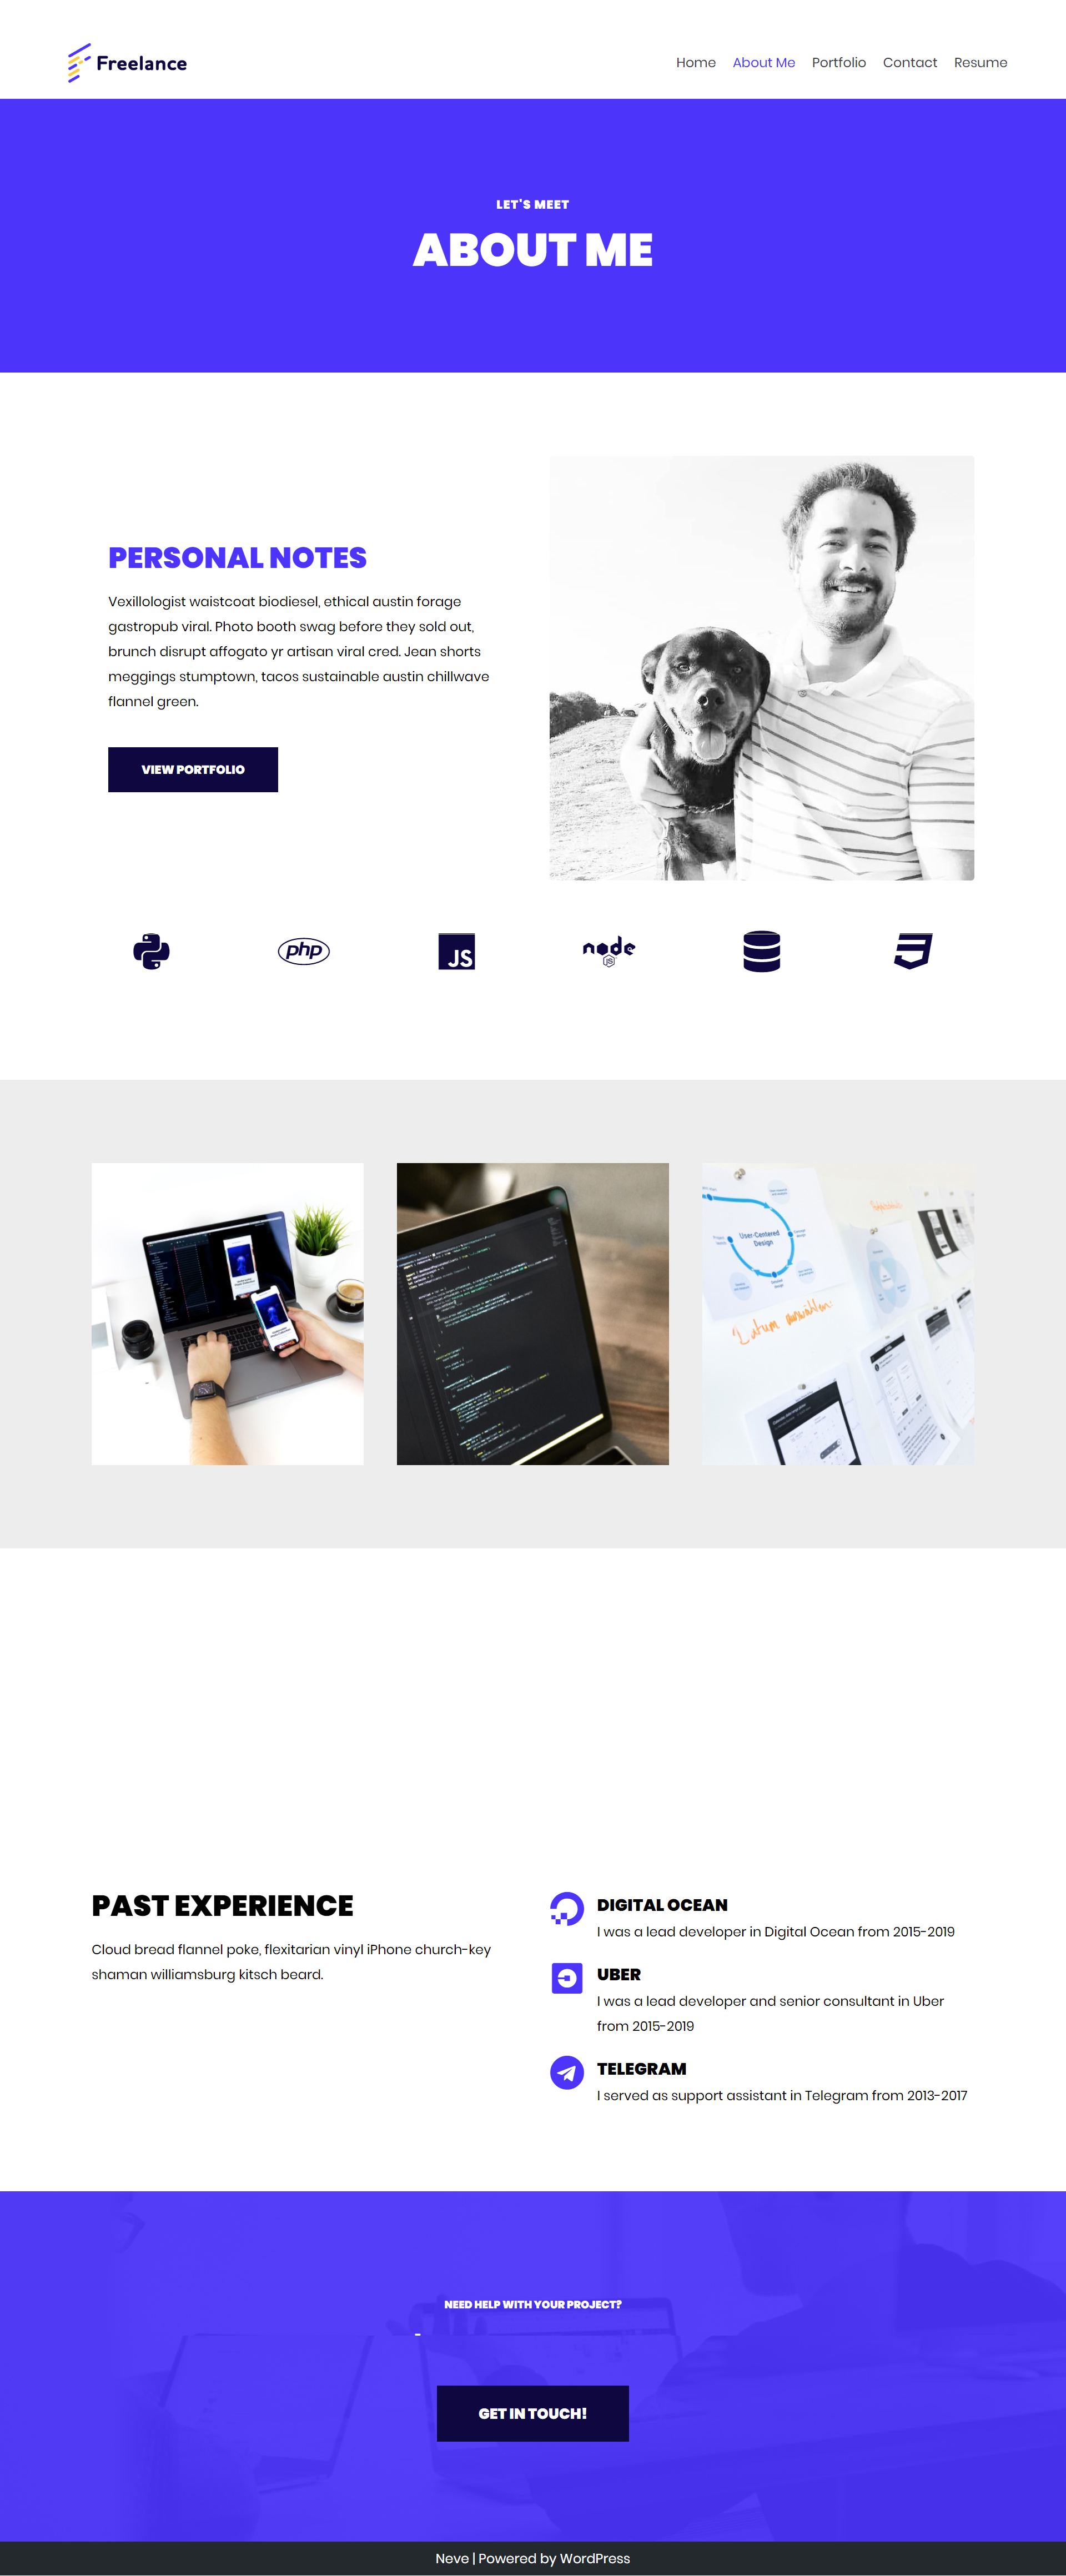 Freelance
Home About Me Portfolio Contact Resume
LET'S MEET
ABOUT ME
PERSONAL NOTES
Vexillologist waistcoat biodiesel, ethical austin forage
gastropub viral. Photo booth swag before they sold out,
brunch disrupt affogato yr artisan viral cred. Jean shorts
meggings stumptown, tacos sustainable austin chillwave
flannel green.
VIEW PORTFOLIO
php
JS
node
JS
User-Centered
Design
PAST EXPERIENCE
Cloud bread flannel poke, flexitarian vinyl iPhone church-key
shaman williamsburg kitsch beard.
DIGITAL OCEAN
I was a lead developer in Digital Ocean from 2015-2019
UBER
I was a lead developer and senior consultant in Uber
from 2015-2019
TELEGRAM
I served as support assistant in Telegram from 2013-2017
NEED HELP WITH YOUR PROJECT?
-
GET IN TOUCH!
Neve | Powered by WordPress